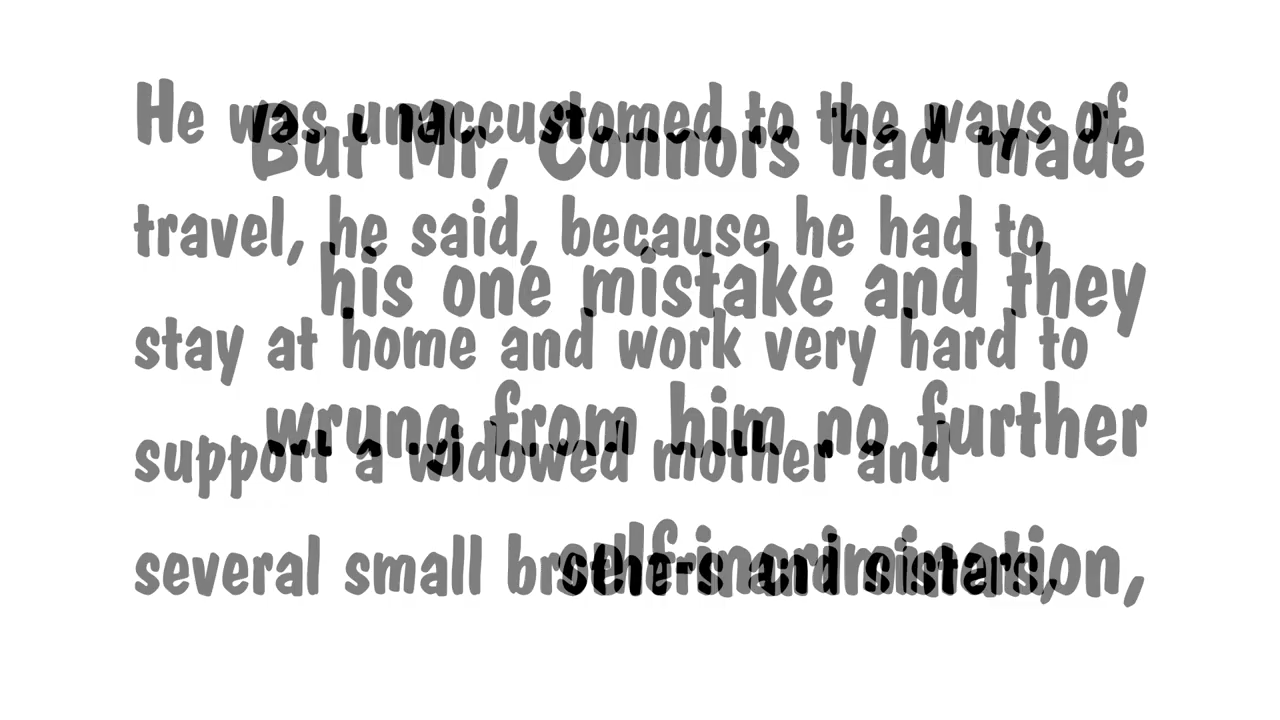 He was unaccustomed to the ways of
travel, he said, because he had to
stay at home and work very hard to
support a widowed mother and
several small brothers and sisters,
But Mr, Connors had made
his one mistake and they
wrung from him no further
self-incrimination,